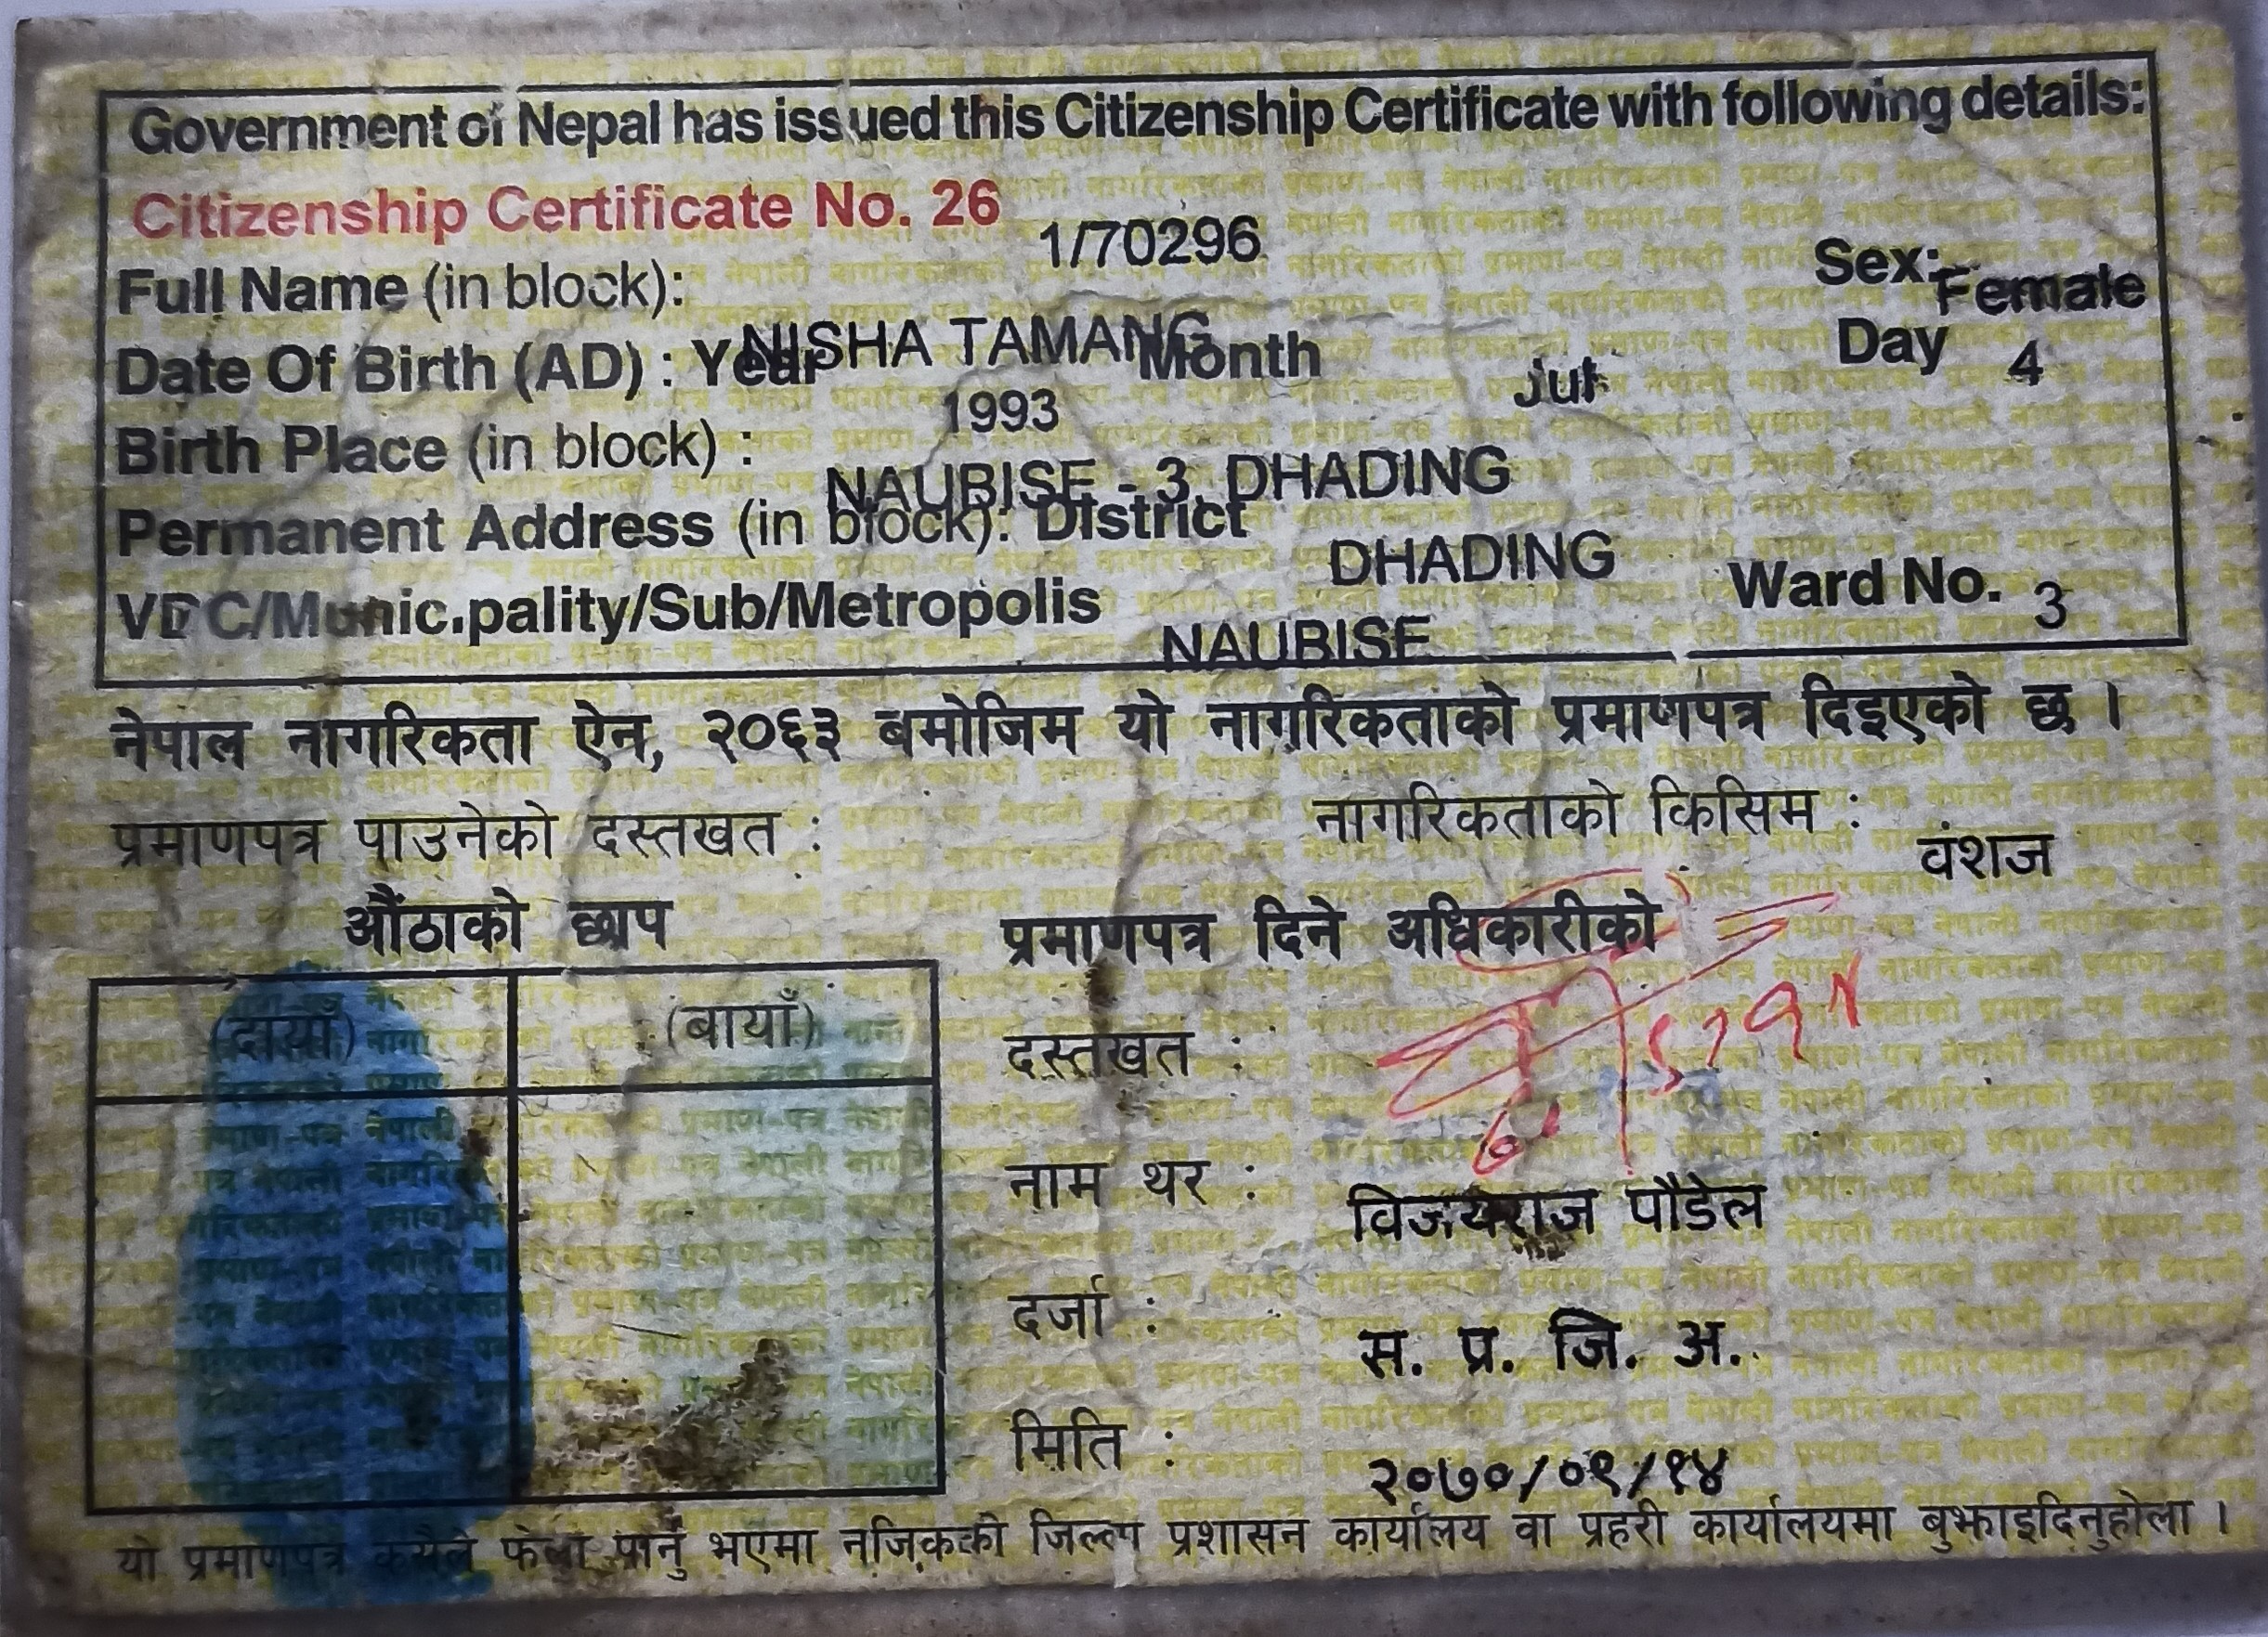 Government of Nepal has issued this Citizenship Certificate with following details:
Citizenship Certificate No. 26 1/70296
Full Name (in block): NISHA TAMANG Sex: Female
Date Of Birth (AD) : Year 1993 Month Jul Day 4
Birth Place (in block) : NAUBISE - 3, DHADING
Permanent Address (in block): District DHADING
VDC/Municipality/Sub/Metropolis NAUBISE Ward No. 3
नेपाल नागरिकता ऐन, २०६३ बमोजिम यो नागरिकताको प्रमाणपत्र दिइएको छ ।
प्रमाणपत्र पाउनेको दस्तखत :
नागरिकताको किसिम : वंशज
औंठाको छाप
(दायाँ) (बायाँ)
प्रमाणपत्र दिने अधिकारीको
दस्तखत :
नाम थर : विजयराज पौडेल
दर्जा : स. प्र. जि. अ.
मिति : २०७०/०९/१४
यो प्रमाणपत्र कसैले फेला पार्नु भएमा नजिकको जिल्ला प्रशासन कार्यालय वा प्रहरी कार्यालयमा बुझाइदिनुहोला ।